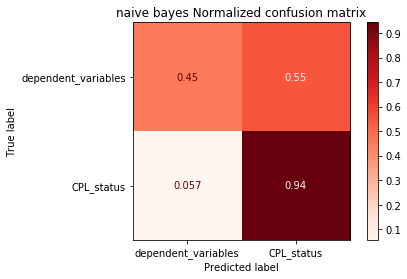 naive bayes Normalized confusion matrix
True label
dependent_variables
0.45
0.55
CPL_status
0.057
0.94
dependent_variables
CPL_status
Predicted label
0.9
0.8
0.7
0.6
0.5
0.4
0.3
0.2
0.1